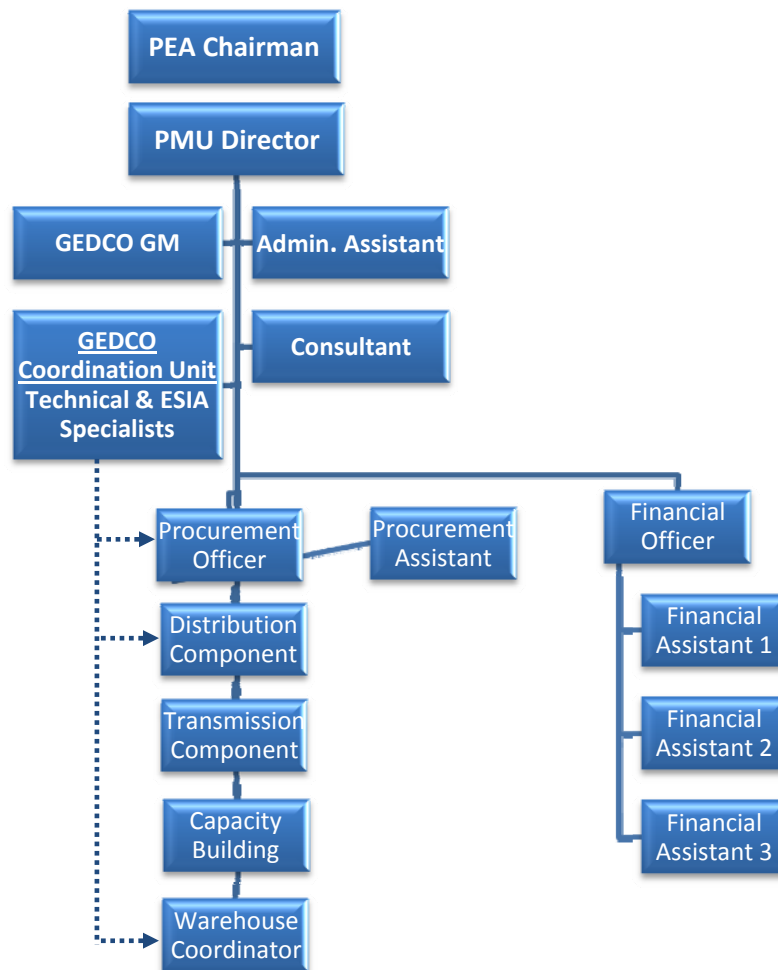 PEA Chairman
PMU Director
GEDCO GM
Admin. Assistant
GEDCO
Coordination Unit
Technical & ESIA
Specialists
Consultant
Procurement
Officer
Procurement
Assistant
Financial
Officer
Distribution
Component
Financial
Assistant 1
Transmission
Component
Financial
Assistant 2
Capacity
Building
Financial
Assistant 3
Warehouse
Coordinator